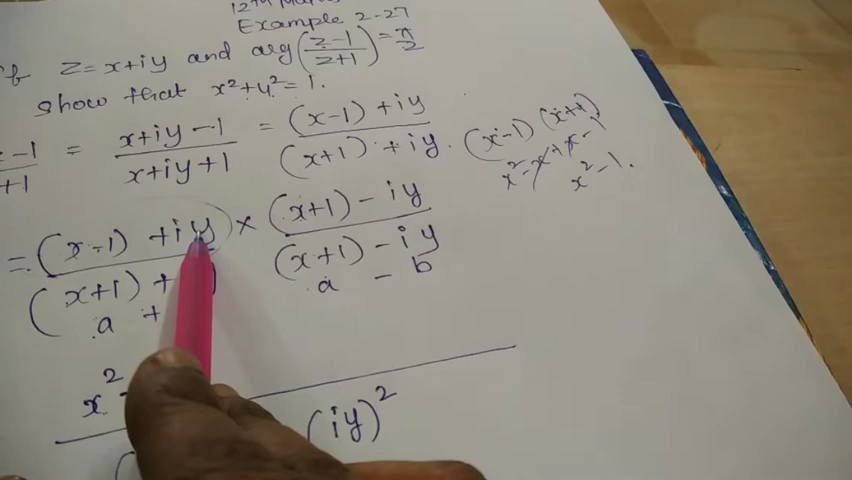 12th Maths
Example 2-27
If z=x+iy and arg(z-1/z+1)=π/2
show that x²+y²=1.
z-1/z+1 = x+iy-1/x+iy+1 = (x-1)+iy/(x+1)+iy.
(x-1)(x+1)
x²-x+x-1
x²-1.
=(x-1)+iy/(x+1)+ × (x+1)-iy/(x+1)-iy
a + a - b
x²
(iy)²